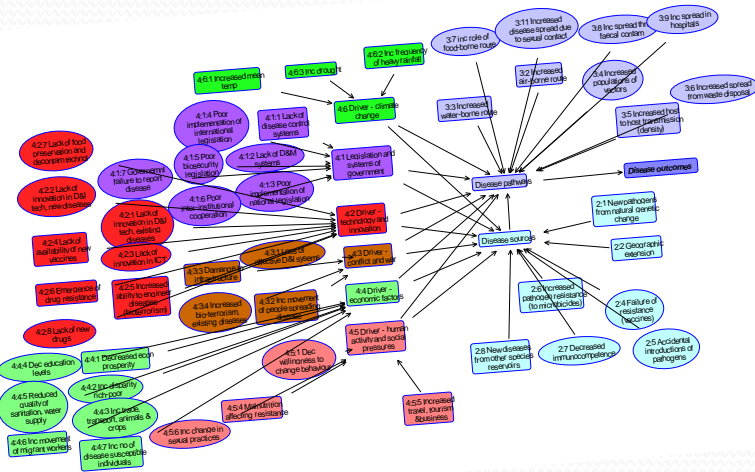 3:11 Increased
disease spread due
to sexual contact
3:9 Inc spread in
hospitals
3:8 Inc spread thru
faecal contam
3:7 inc role of
food-borne route
4:6:2 Inc frequency
of heavy rainfall
4:6:3 Inc drought
4:6:1 Increased mean
temp
3:2 Increased
air-borne route
3:4 Increased
populations of
vectors
3:6 Increased spread
from waste disposal
4:6 Driver - climate
change
3:3 Increased
water-borne route
3:5 Increased host
to host transmission
(density)
4:1:4 Poor
implementation of
international
legislation
4:1:1 Lack of
disease control
systems
4:2:7 Lack of food
preservation and
decontam technol
4:1:5 Poor
biosecurity
legislation
4:1:2 Lack of D&M
systems
4:1 Legislation and
systems of
government
Disease outcomes
4:1:7 Government
failure to report
disease
4:1:3 Poor
implementation of
national legislation
Disease pathways
4:2:2 Lack of
innovation in D&I
tech, new diseases
4:1:6 Poor
inter-institutional
cooperation
2:1 New pathogens
from natural genetic
change
4:2:1 Lack of
innovation in D&I
tech, existing
diseases
4:2 Driver -
technology and
innovation
4:2:4 Lack of
availability of new
vaccines
4:2:3 Lack of
innovation in ICT
4:3:1 Loss of
effective D&I systems
4:3 Driver -
conflict and war
Disease sources
2:2 Geographic
extension
4:3:3 Damaging
infrastructure
4:2:6 Emergence of
drug resistance
4:2:5 Increased
ability to engineer
diseases
(bioterrorism)
4:3:4 Increased
bio-terrorism,
existing diseases
4:3:2 Inc movement
of people spreading
disease
4:4 Driver -
economic factors
2:6 Increased
pathogen resistance
(to microbicides)
2:4 Failure of
resistance
(vaccines)
4:2:8 Lack of new
drugs
4:5 Driver - human
activity and social
pressures
2:8 New diseases
from other species
reservoirs
2:7 Decreased
immunocompetence
2:5 Accidental
introductions of
pathogens
4:4:4 Dec education
levels
4:4:1 Decreased econ
prosperity
4:5:1 Dec
willingness to
change behaviour
4:4:2 Inc disparity
rich-poor
4:4:5 Reduced
quality of
sanitation, water
supply
4:4:3 Inc trade,
transport, animals &
crops
4:5:4 Malnutrition
affecting resistance
4:5:5 Increased
travel, tourism
&business
4:5:6 Inc change in
sexual practices
4:4:6 Inc movement
of migrant workers
4:4:7 Inc no of
disease susceptible
individuals